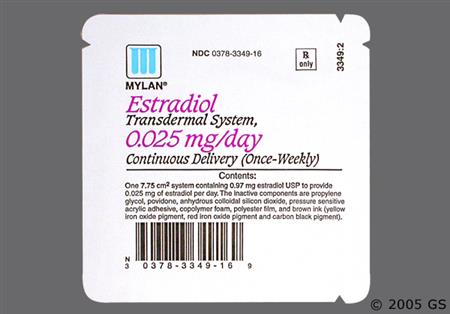 NDC 0378-3349-16
Rx only
3349:2
MYLAN®
Estradiol
Transdermal System,
0.025 mg/day
Continuous Delivery (Once-Weekly)
Contents:
One 7.75 cm² system containing 0.97 mg estradiol USP to provide
0.025 mg of estradiol per day. The inactive components are propylene
glycol, povidone, anhydrous colloidal silicon dioxide, pressure sensitive
acrylic adhesive, copolymer foam, polyester film, and brown ink (yellow
iron oxide pigment, red iron oxide pigment and carbon black pigment).
N 3 0378-3349-16 9
© 2005 GS